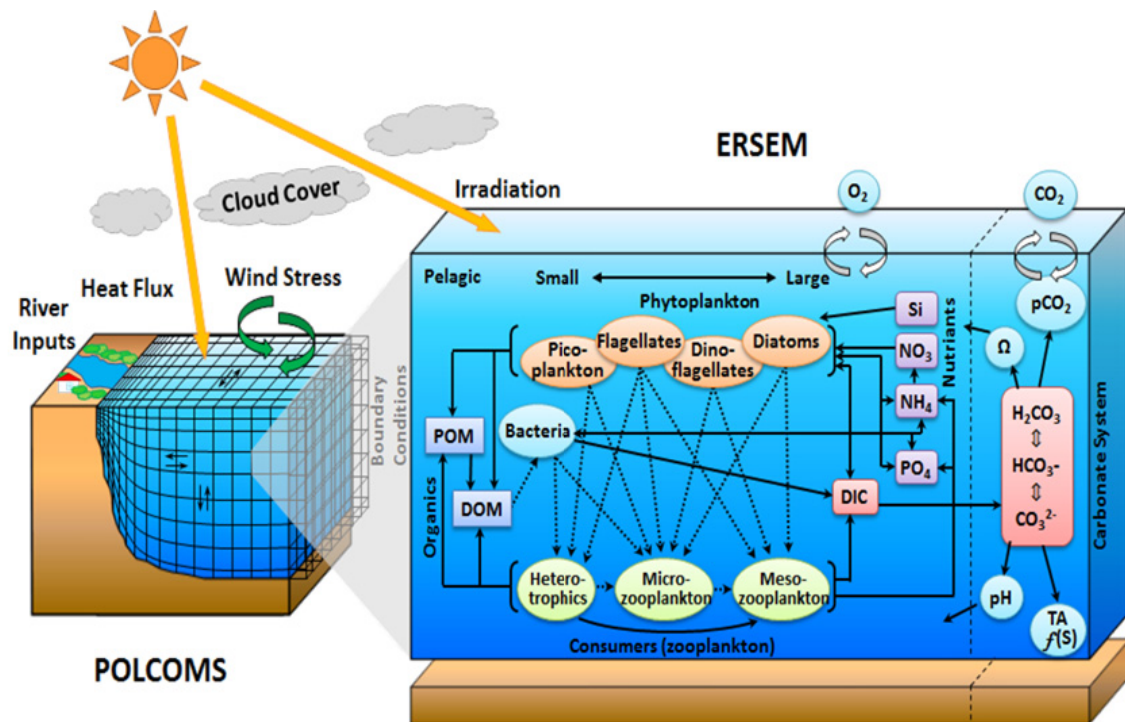 ERSEM
O₂
CO₂
Cloud Cover
Irradiation
Heat Flux
Wind Stress
River
Inputs
POLCOMS
Boundary
Conditions
Pelagic
Small
Large
Phytoplankton
Pico-
plankton
Flagellates
Dino-
flagellates
Diatoms
Si
NO₃
NH₄
PO₄
Nutriants
POM
DOM
Organics
Bacteria
DIC
Hetero-
trophics
Micro-
zooplankton
Meso-
zooplankton
Consumers (zooplankton)
pCO₂
Ω
H₂CO₃
⇕
HCO₃-
⇕
CO₃²⁻
pH
TA
f(S)
Carbonate System